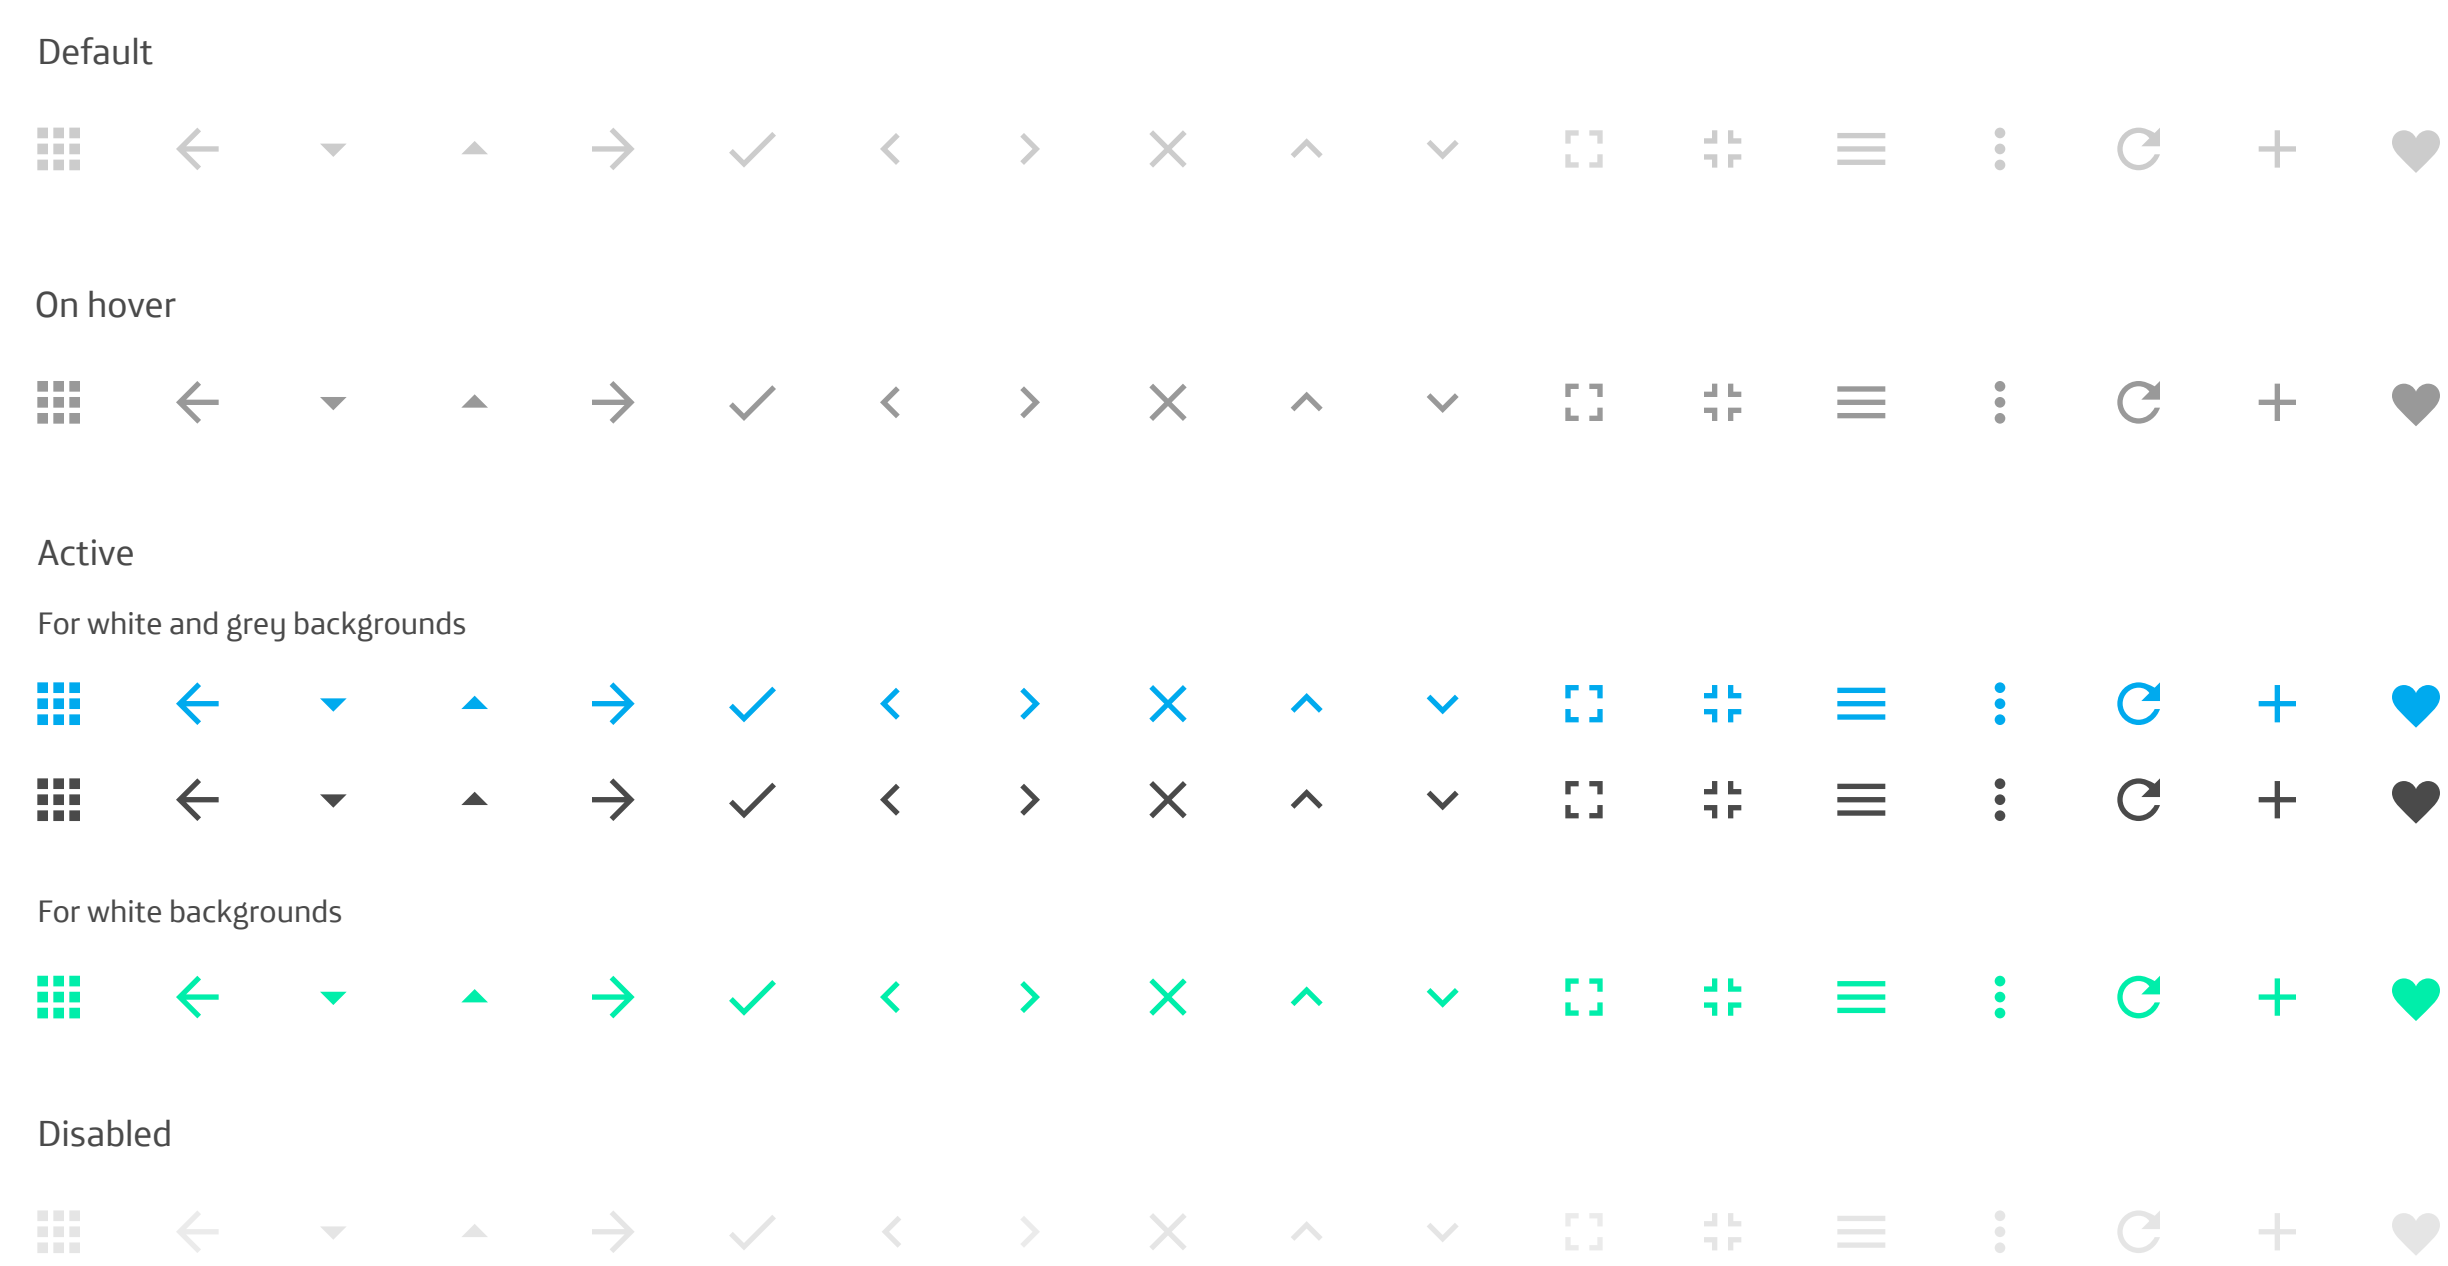 Default
On hover
Active
For white and grey backgrounds
For white backgrounds
Disabled